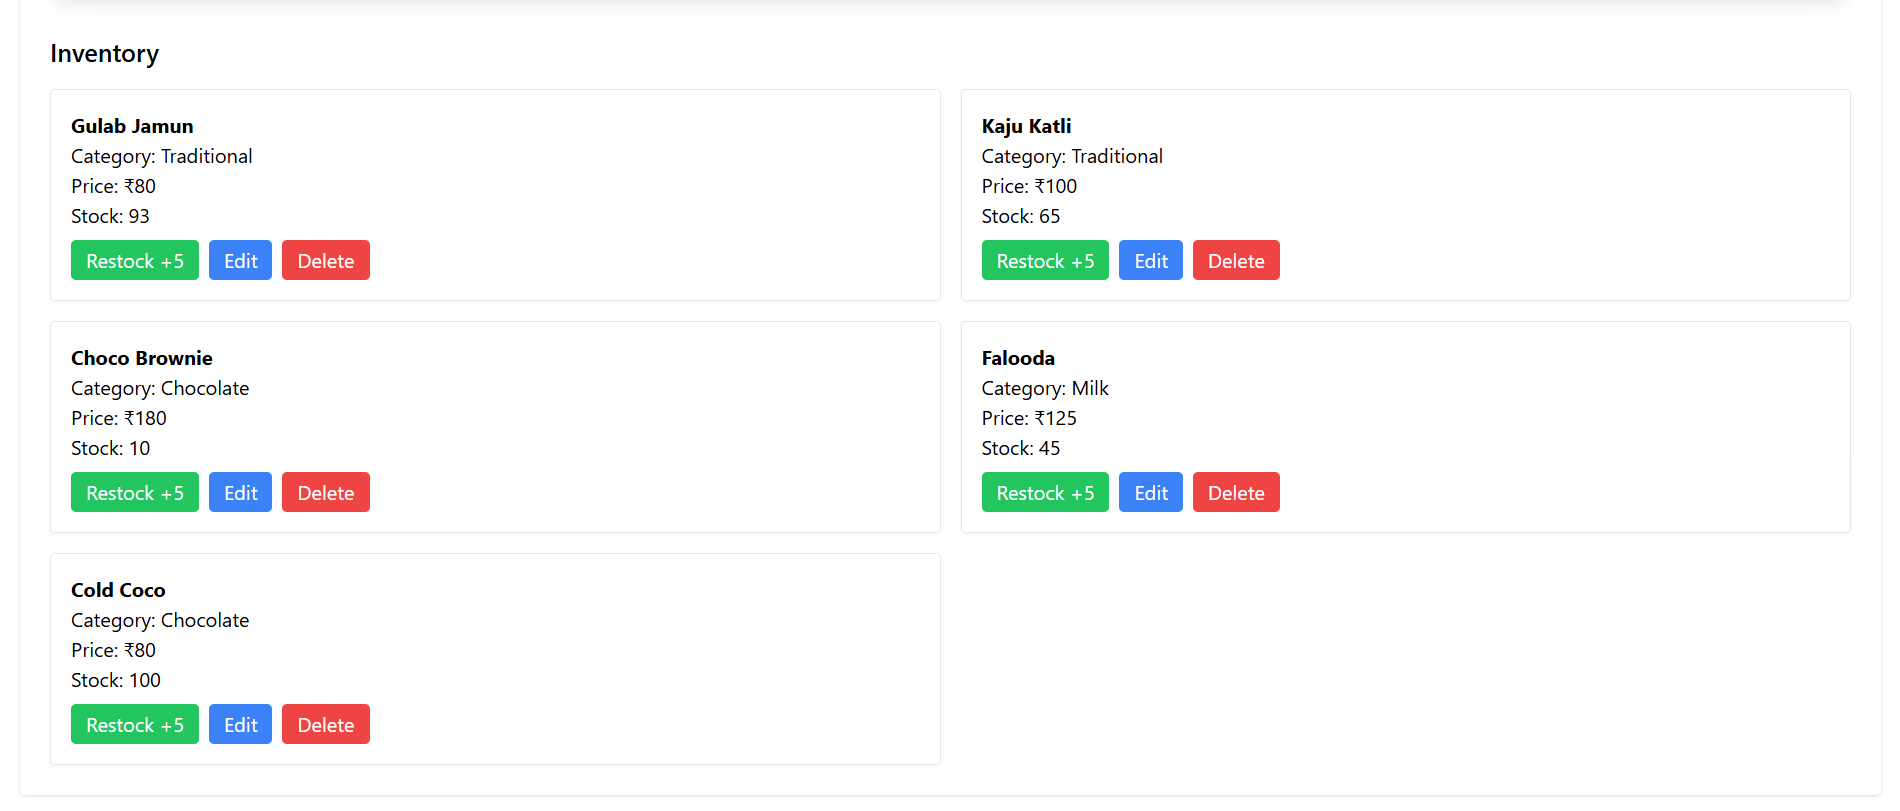 Inventory
Gulab Jamun
Category: Traditional
Price: ₹80
Stock: 93
Restock +5 Edit Delete
Kaju Katli
Category: Traditional
Price: ₹100
Stock: 65
Restock +5 Edit Delete
Choco Brownie
Category: Chocolate
Price: ₹180
Stock: 10
Restock +5 Edit Delete
Falooda
Category: Milk
Price: ₹125
Stock: 45
Restock +5 Edit Delete
Cold Coco
Category: Chocolate
Price: ₹80
Stock: 100
Restock +5 Edit Delete